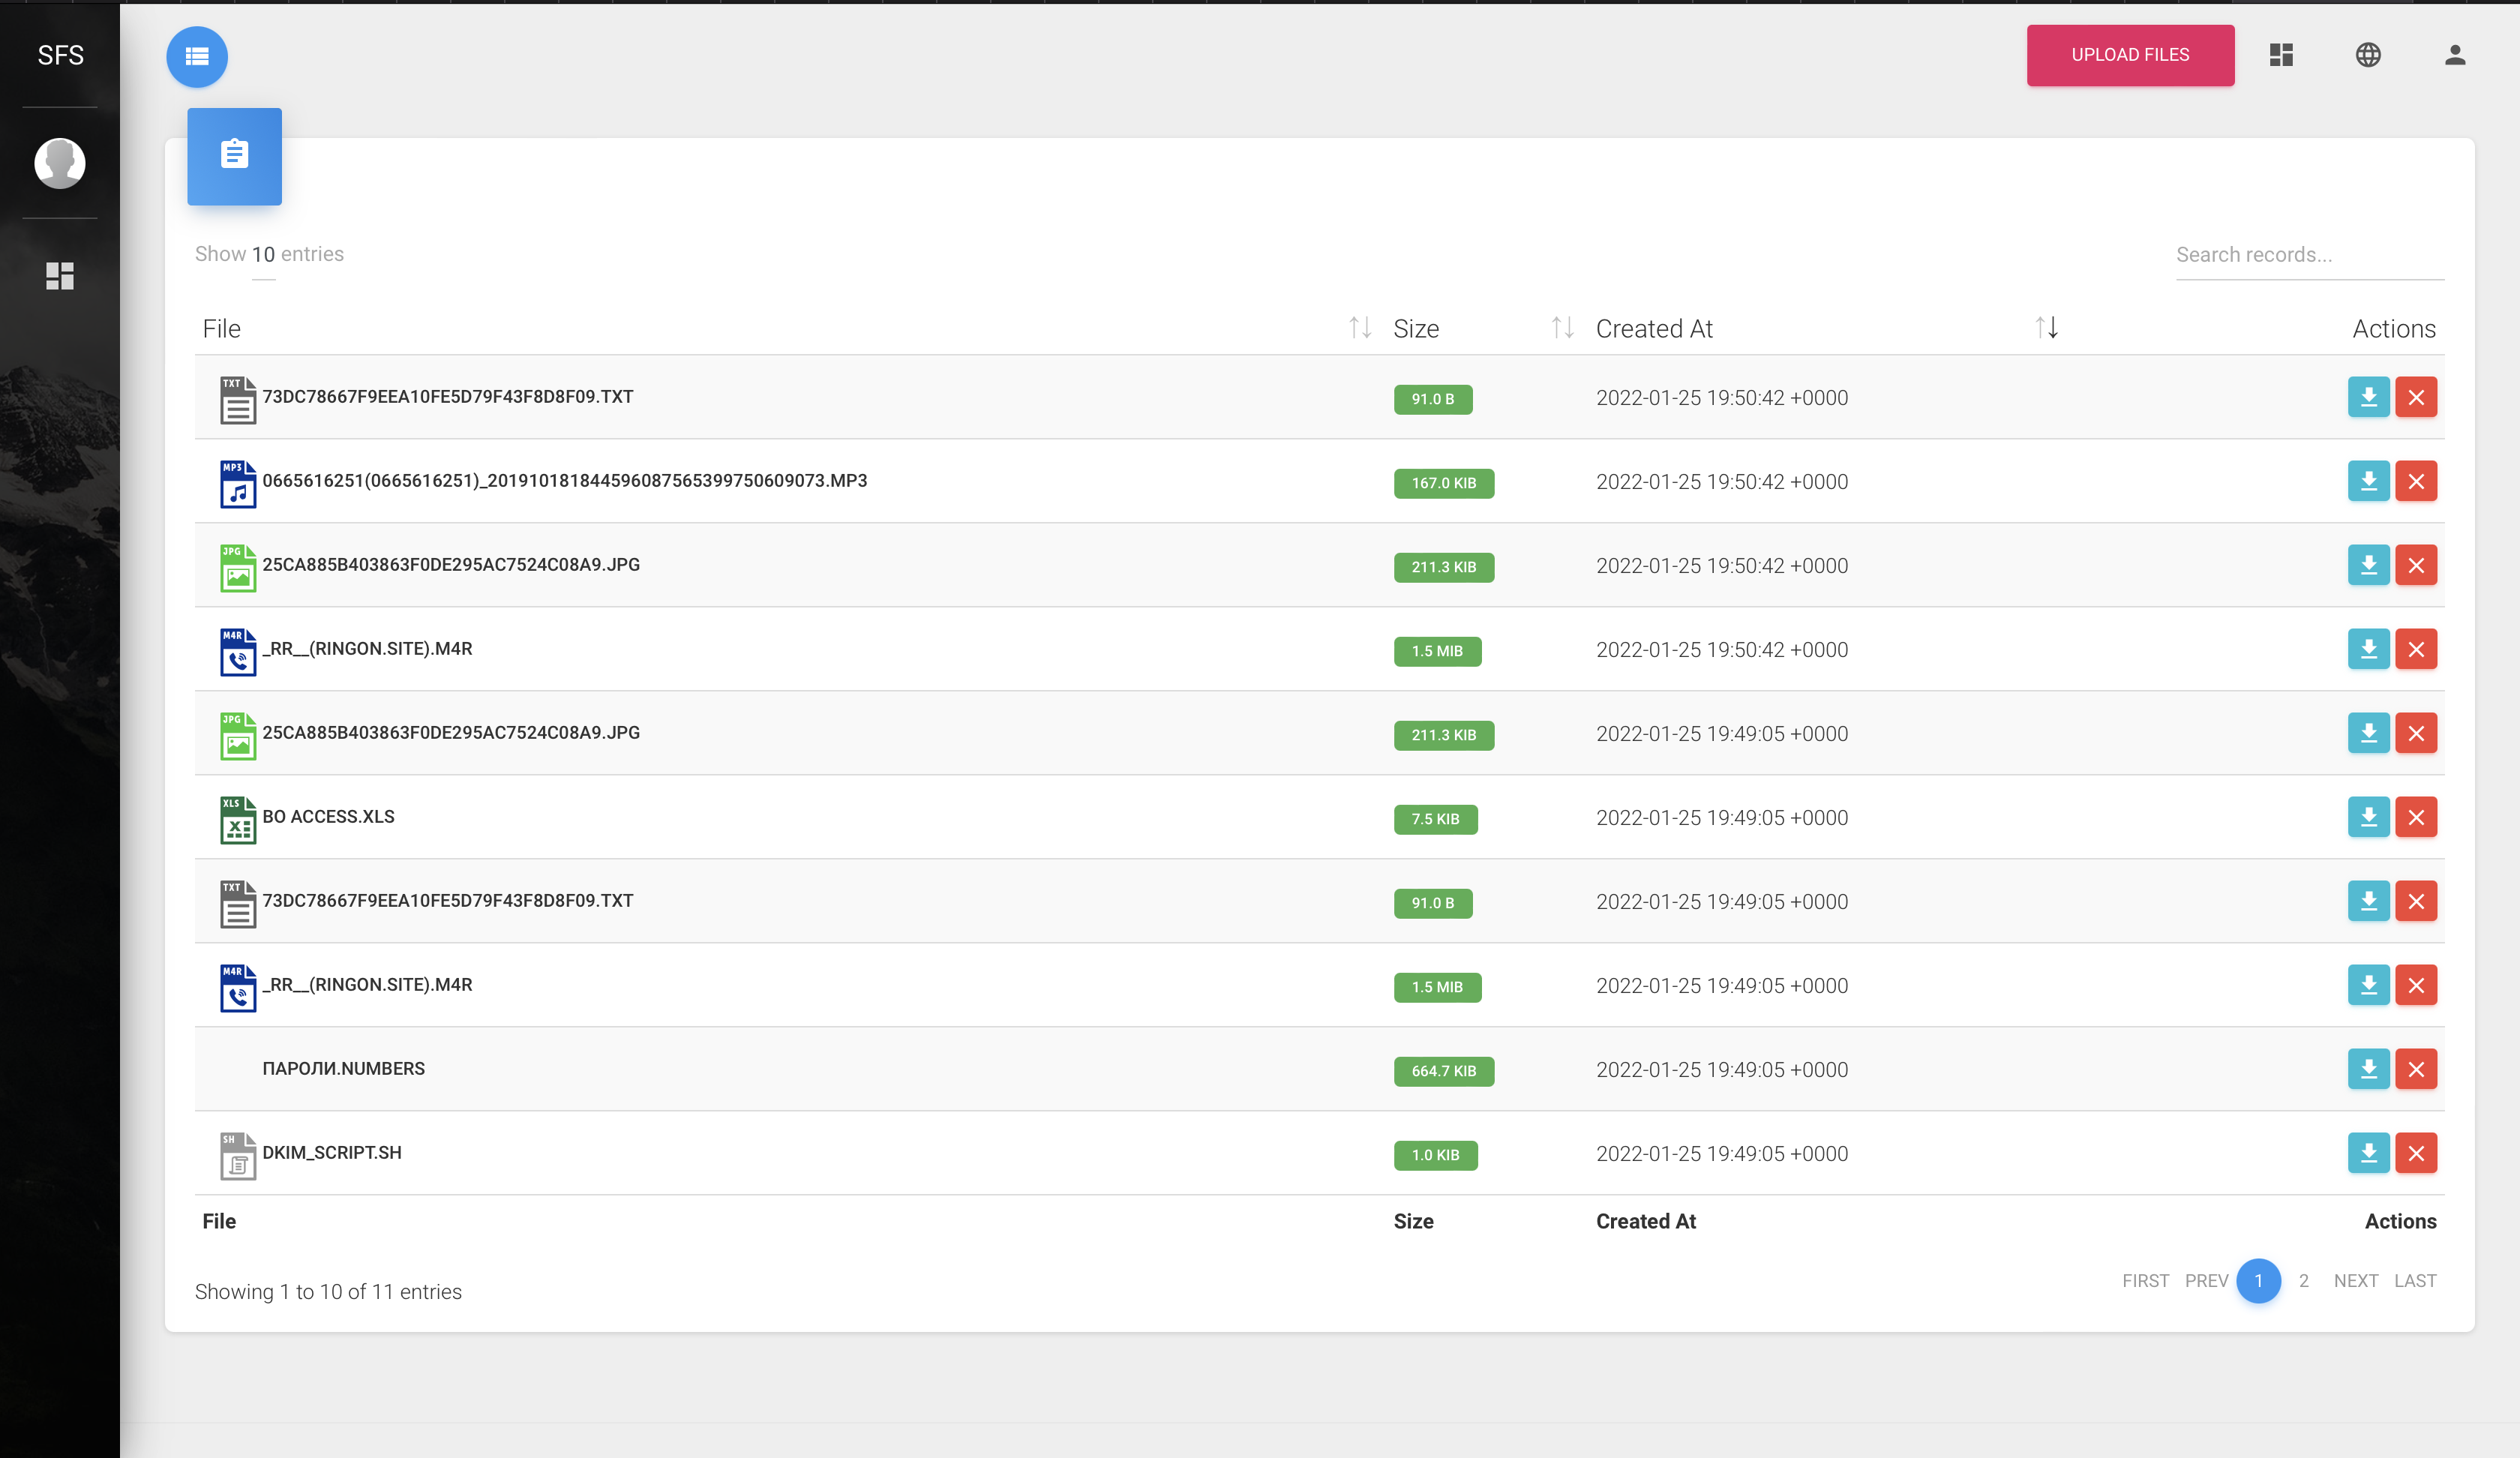 SFS
UPLOAD FILES
Show 10 entries
Search records...
File Size Created At Actions
TXT 73DC78667F9EEA10FE5D79F43F8D8F09.TXT 91.0 B 2022-01-25 19:50:42 +0000
MP3 0665616251(0665616251)_20191018184459608756539975060​9073.MP3 167.0 KIB 2022-01-25 19:50:42 +0000
JPG 25CA885B403863F0DE295AC7524C08A9.JPG 211.3 KIB 2022-01-25 19:50:42 +0000
M4R _RR__(RINGON.SITE).M4R 1.5 MIB 2022-01-25 19:50:42 +0000
JPG 25CA885B403863F0DE295AC7524C08A9.JPG 211.3 KIB 2022-01-25 19:49:05 +0000
XLS BO ACCESS.XLS 7.5 KIB 2022-01-25 19:49:05 +0000
TXT 73DC78667F9EEA10FE5D79F43F8D8F09.TXT 91.0 B 2022-01-25 19:49:05 +0000
M4R _RR__(RINGON.SITE).M4R 1.5 MIB 2022-01-25 19:49:05 +0000
ПАРОЛИ.NUMBERS 664.7 KIB 2022-01-25 19:49:05 +0000
SH DKIM_SCRIPT.SH 1.0 KIB 2022-01-25 19:49:05 +0000
File Size Created At Actions
Showing 1 to 10 of 11 entries
FIRST PREV 1 2 NEXT LAST